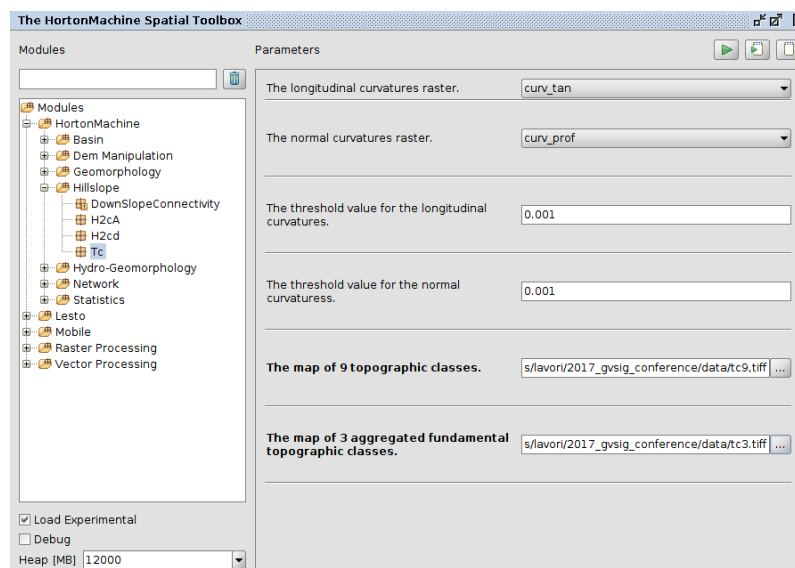 The HortonMachine Spatial Toolbox
Modules
Parameters
Modules
HortonMachine
Basin
Dem Manipulation
Geomorphology
Hillslope
DownSlopeConnectivity
H2cA
H2cd
Tc
Hydro-Geomorphology
Network
Statistics
Lesto
Mobile
Raster Processing
Vector Processing
Load Experimental
Debug
Heap [MB] 12000
The longitudinal curvatures raster. curv_tan
The normal curvatures raster. curv_prof
The threshold value for the longitudinal
curvatures.
0.001
The threshold value for the normal
curvaturess.
0.001
The map of 9 topographic classes. s/lavori/2017_gvsig_conference/data/tc9,tiff ...
The map of 3 aggregated fundamental
topographic classes.
s/lavori/2017_gvsig_conference/data/tc3.tiff ...